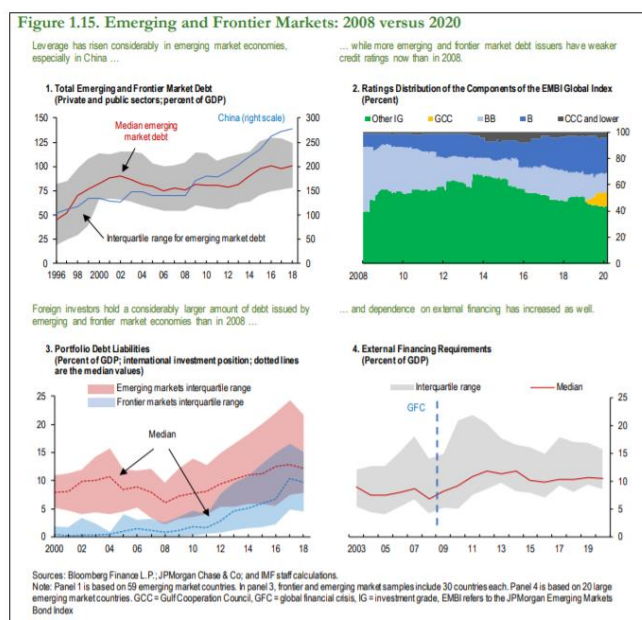 Figure 1.15. Emerging and Frontier Markets: 2008 versus 2020
Leverage has risen considerably in emerging market economies,
especially in China …
1. Total Emerging and Frontier Market Debt
(Private and public sectors; percent of GDP)
150
125
100
75
50
25
0
Median emerging
market debt
China (right scale)
Interquartile range for emerging market debt
300
250
200
150
100
50
0
1996 98 2000 02 04 06 08 10 12 14 16 18
… while more emerging and frontier market debt issuers have weaker
credit ratings now than in 2008.
2. Ratings Distribution of the Components of the EMBI Global Index
(Percent)
Other IG GCC BB B CCC and lower
100
80
60
40
20
0
2008 10 12 14 16 18 20
Foreign investors hold a considerably larger amount of debt issued by
emerging and frontier market economies than in 2008 …
3. Portfolio Debt Liabilities
(Percent of GDP; international investment position; dotted lines
are the median values)
25
20
15
10
5
0
Emerging markets interquartile range
Frontier markets interquartile range
Median
2000 02 04 06 08 10 12 14 16 18
… and dependence on external financing has increased as well.
4. External Financing Requirements
(Percent of GDP)
Interquartile range Median
GFC
25
20
15
10
5
0
2003 05 07 09 11 13 15 17 19
Sources: Bloomberg Finance L.P.; JPMorgan Chase & Co; and IMF staff calculations.
Note: Panel 1 is based on 59 emerging market countries. In panel 3, frontier and emerging market samples include 30 countries each. Panel 4 is based on 20 large
emerging market countries. GCC = Gulf Cooperation Council, GFC = global financial crisis, IG = investment grade, EMBI refers to the JPMorgan Emerging Markets
Bond Index